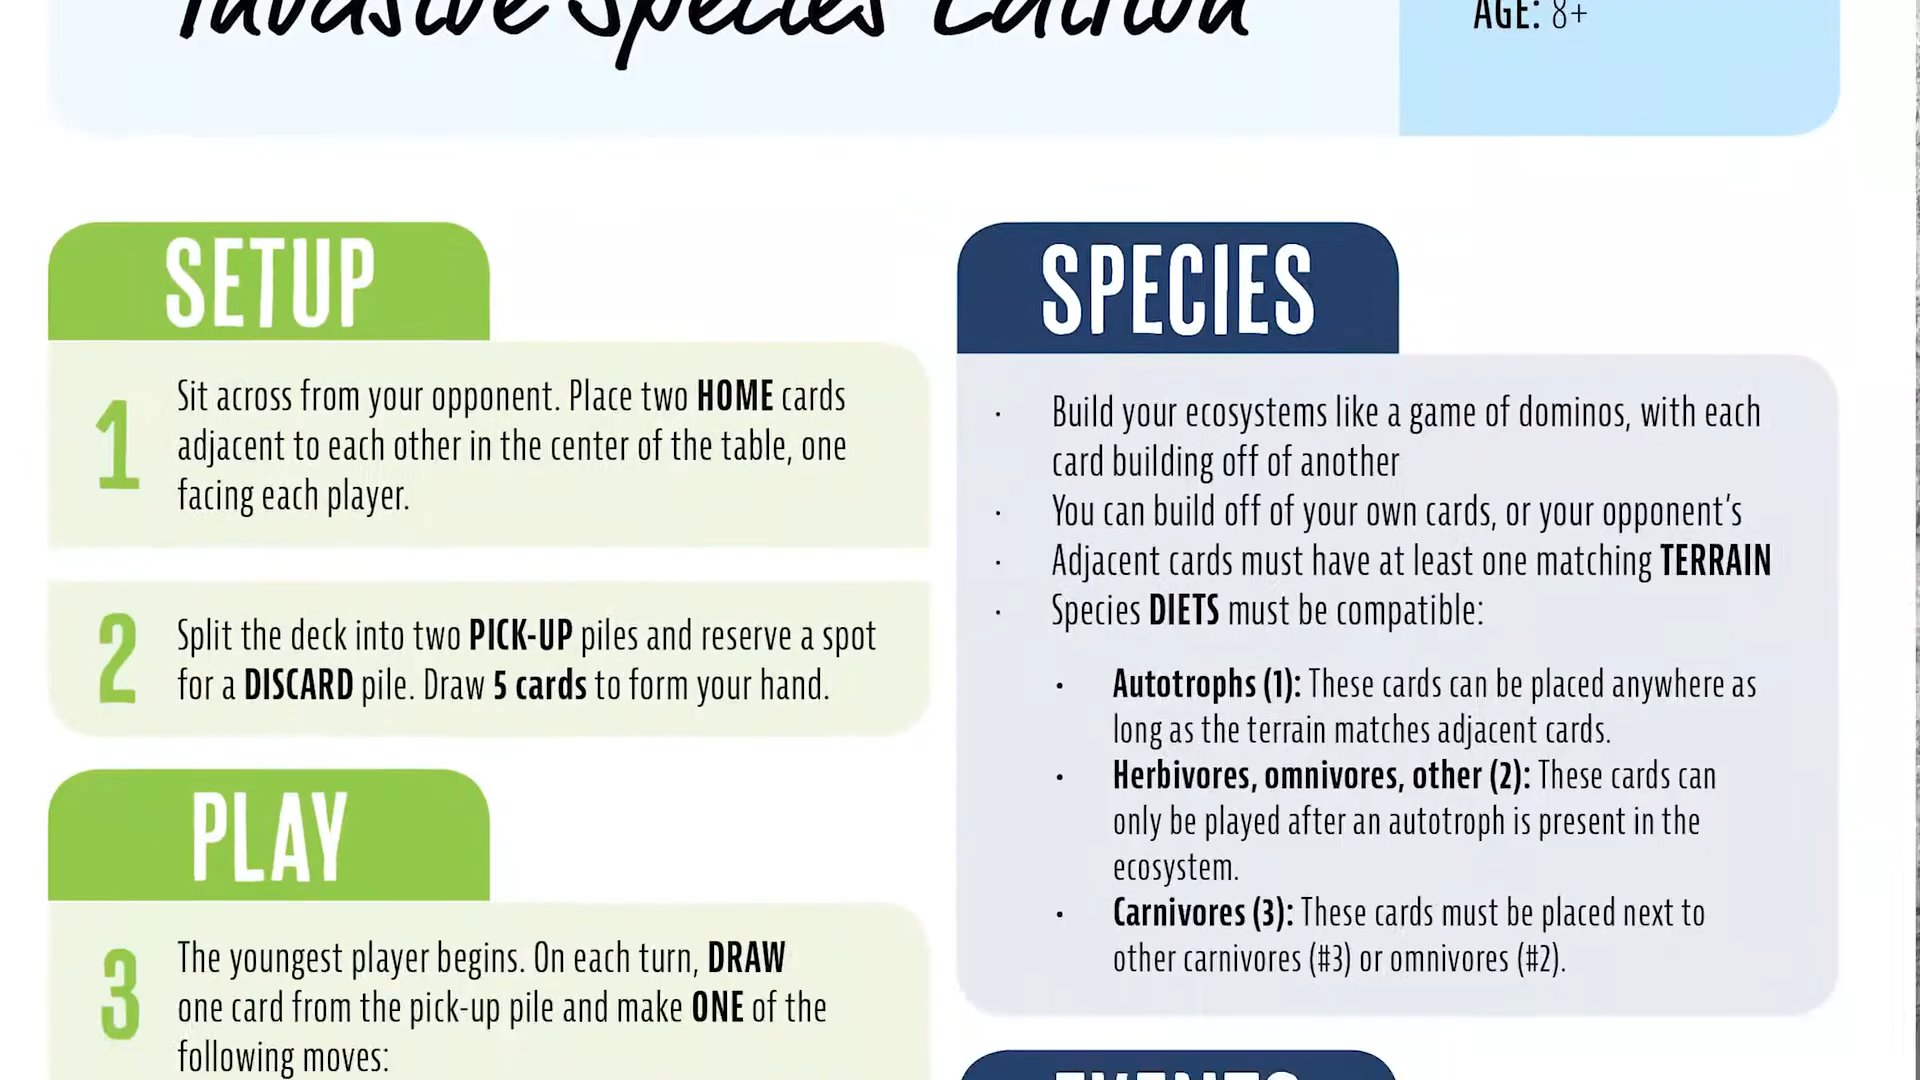 Invasive Species Edition
AGE: 8+
SETUP
1
Sit across from your opponent. Place two HOME cards
adjacent to each other in the center of the table, one
facing each player.
2
Split the deck into two PICK-UP piles and reserve a spot
for a DISCARD pile. Draw 5 cards to form your hand.
PLAY
3
The youngest player begins. On each turn, DRAW
one card from the pick-up pile and make ONE of the
following moves:
SPECIES
· Build your ecosystems like a game of dominos, with each
card building off of another
· You can build off of your own cards, or your opponent's
· Adjacent cards must have at least one matching TERRAIN
· Species DIETS must be compatible:
· Autotrophs (1): These cards can be placed anywhere as
long as the terrain matches adjacent cards.
· Herbivores, omnivores, other (2): These cards can
only be played after an autotroph is present in the
ecosystem.
· Carnivores (3): These cards must be placed next to
other carnivores (#3) or omnivores (#2).
EVENTS